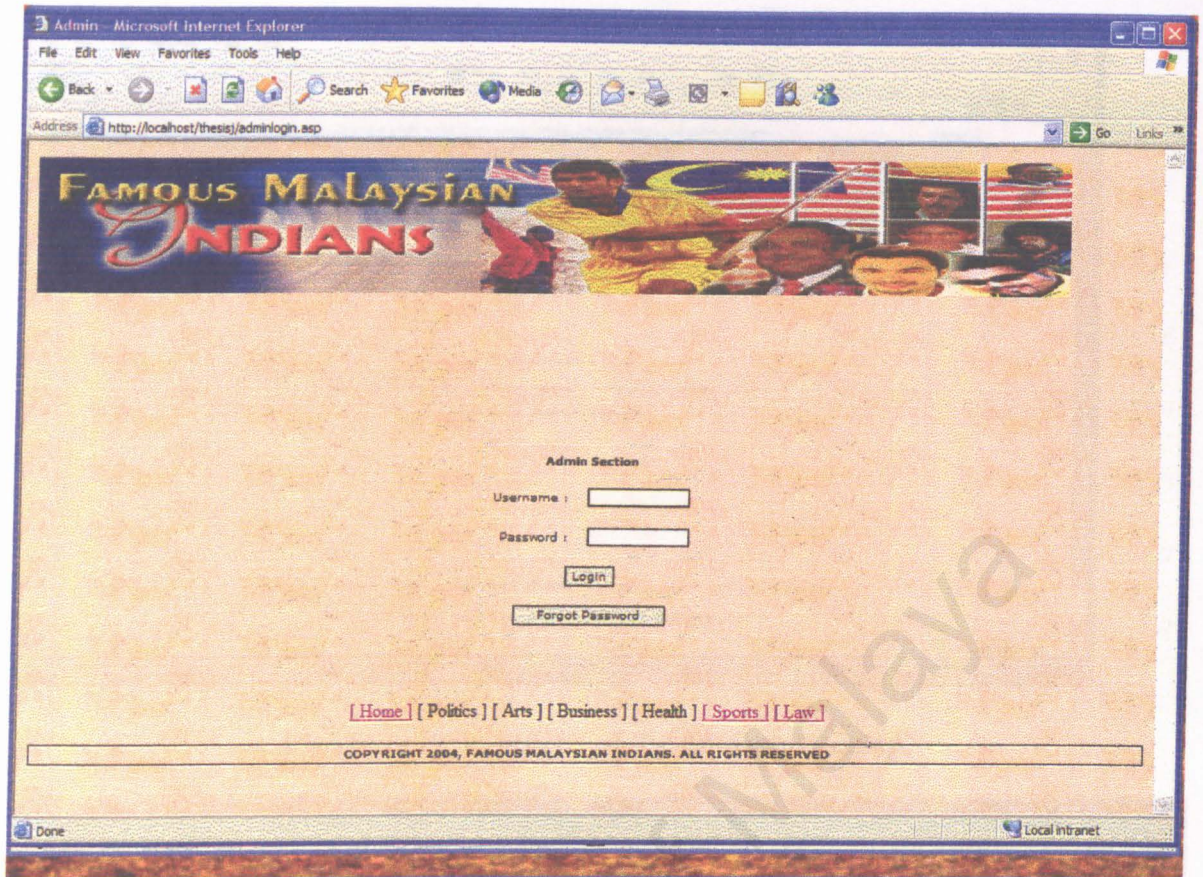 Admin - Microsoft Internet Explorer
File Edit View Favorites Tools Help
Back Search Favorites Media
Address http://localhost/thesisj/adminlogin.asp Go Links »
FAMOUS MALAYSIAN
INDIANS
Admin Section
Username :
Password :
Login
Forgot Password
[ Home ] [ Politics ] [ Arts ] [ Business ] [ Health ] [ Sports ] [ Law ]
COPYRIGHT 2004, FAMOUS MALAYSIAN INDIANS. ALL RIGHTS RESERVED
Done Local intranet
Malaya